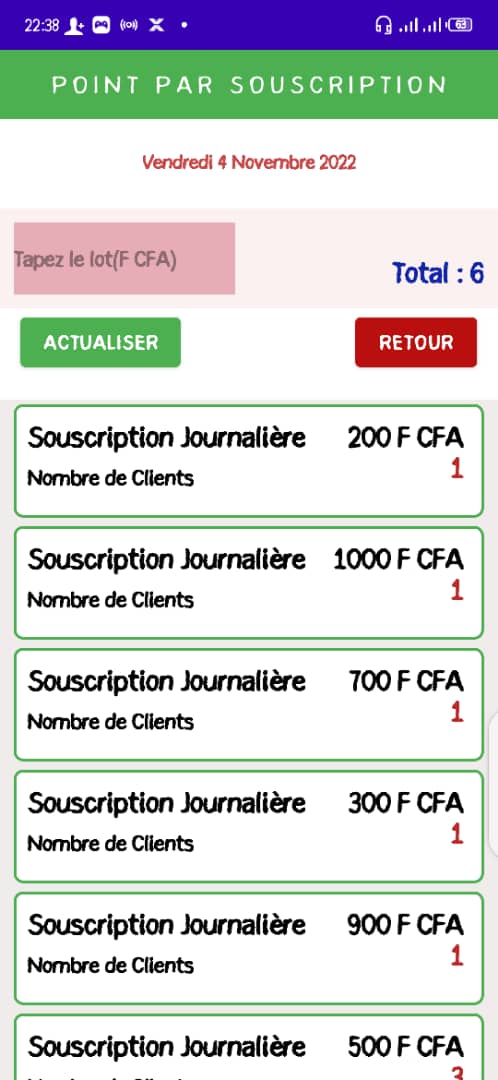 22:38
63
POINT PAR SOUSCRIPTION
Vendredi 4 Novembre 2022
Tapez le lot(F CFA)
Total : 6
ACTUALISER
RETOUR
Souscription Journalière 200 F CFA
Nombre de Clients 1
Souscription Journalière 1000 F CFA
Nombre de Clients 1
Souscription Journalière 700 F CFA
Nombre de Clients 1
Souscription Journalière 300 F CFA
Nombre de Clients 1
Souscription Journalière 900 F CFA
Nombre de Clients 1
Souscription Journalière 500 F CFA